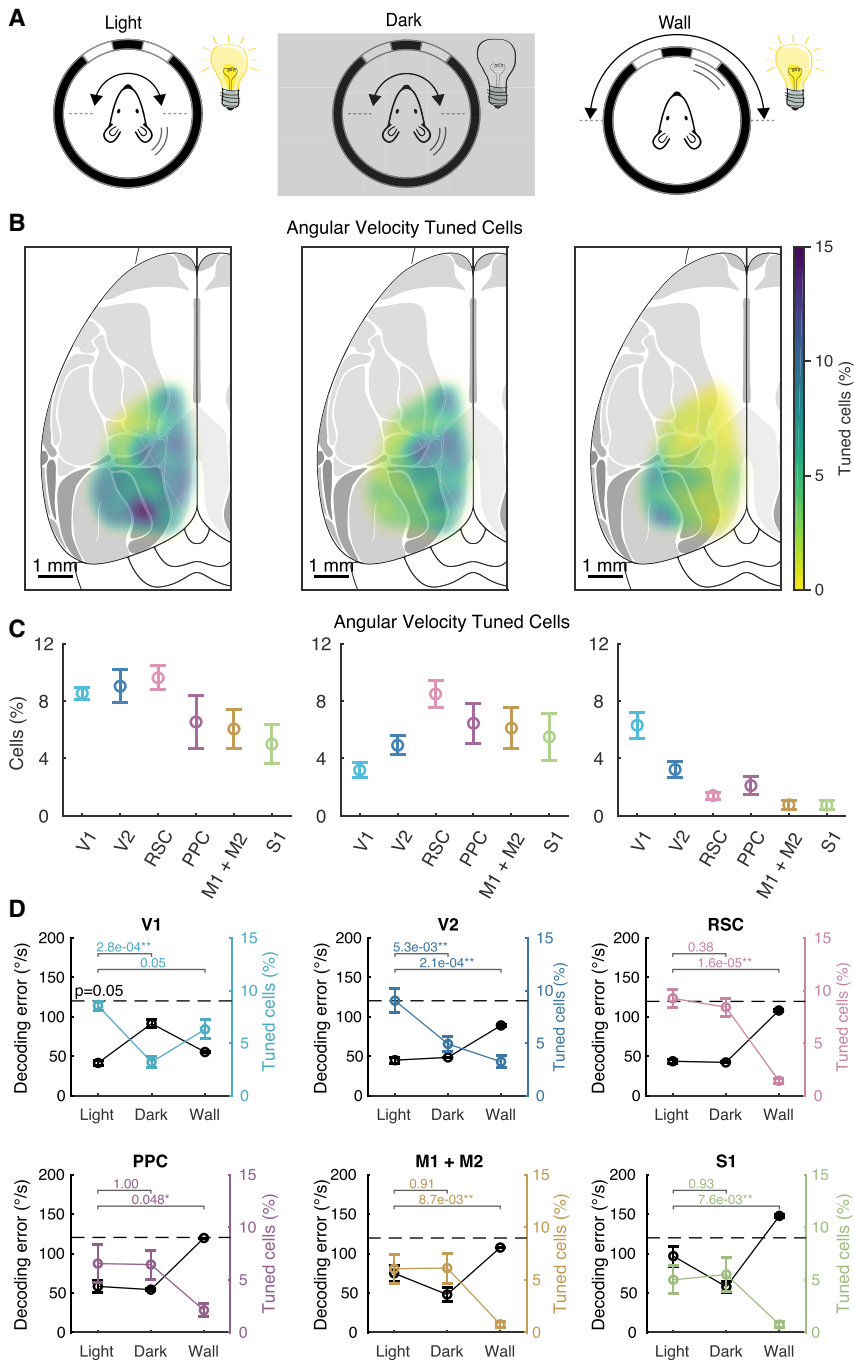 A
Light
Dark
Wall
B
Angular Velocity Tuned Cells
1 mm
1 mm
1 mm
15
10
5
0
Tuned cells (%)
C
Angular Velocity Tuned Cells
Cells (%)
12
8
4
0
V1
V2
RSC
PPC
M1 + M2
S1
12
8
4
0
V1
V2
RSC
PPC
M1 + M2
S1
12
8
4
0
V1
V2
RSC
PPC
M1 + M2
S1
D
V1
Decoding error (°/s)
200
150
100
50
0
2.8e-04**
0.05
p=0.05
15
10
5
0
Tuned cells (%)
Light Dark Wall
V2
Decoding error (°/s)
200
150
100
50
0
5.3e-03**
2.1e-04**
15
10
5
0
Tuned cells (%)
Light Dark Wall
RSC
Decoding error (°/s)
200
150
100
50
0
0.38
1.6e-05**
15
10
5
0
Tuned cells (%)
Light Dark Wall
PPC
Decoding error (°/s)
200
150
100
50
0
1.00
0.048*
15
10
5
0
Tuned cells (%)
Light Dark Wall
M1 + M2
Decoding error (°/s)
200
150
100
50
0
0.91
8.7e-03**
15
10
5
0
Tuned cells (%)
Light Dark Wall
S1
Decoding error (°/s)
200
150
100
50
0
0.93
7.6e-03**
15
10
5
0
Tuned cells (%)
Light Dark Wall